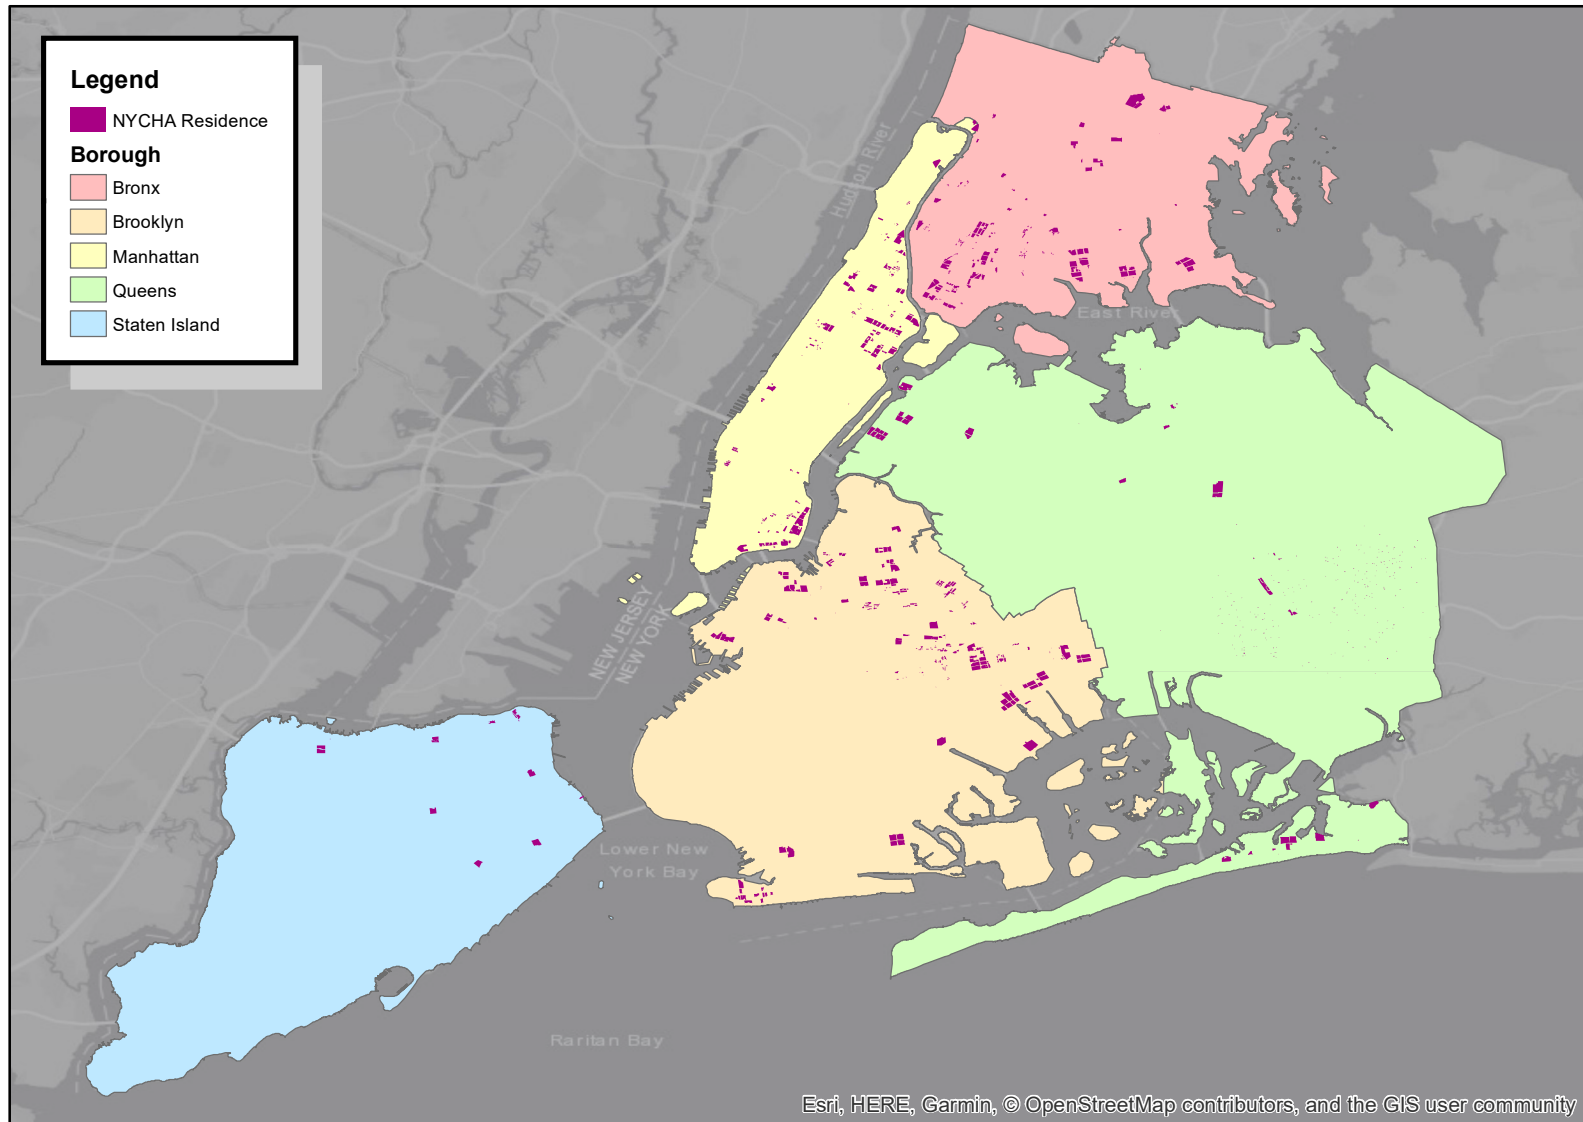 Legend
NYCHA Residence
Borough
Bronx
Brooklyn
Manhattan
Queens
Staten Island
Hudson River
East River
NEW JERSEY
NEW YORK
Lower New
York Bay
Raritan Bay
Esri, HERE, Garmin, © OpenStreetMap contributors, and the GIS user community